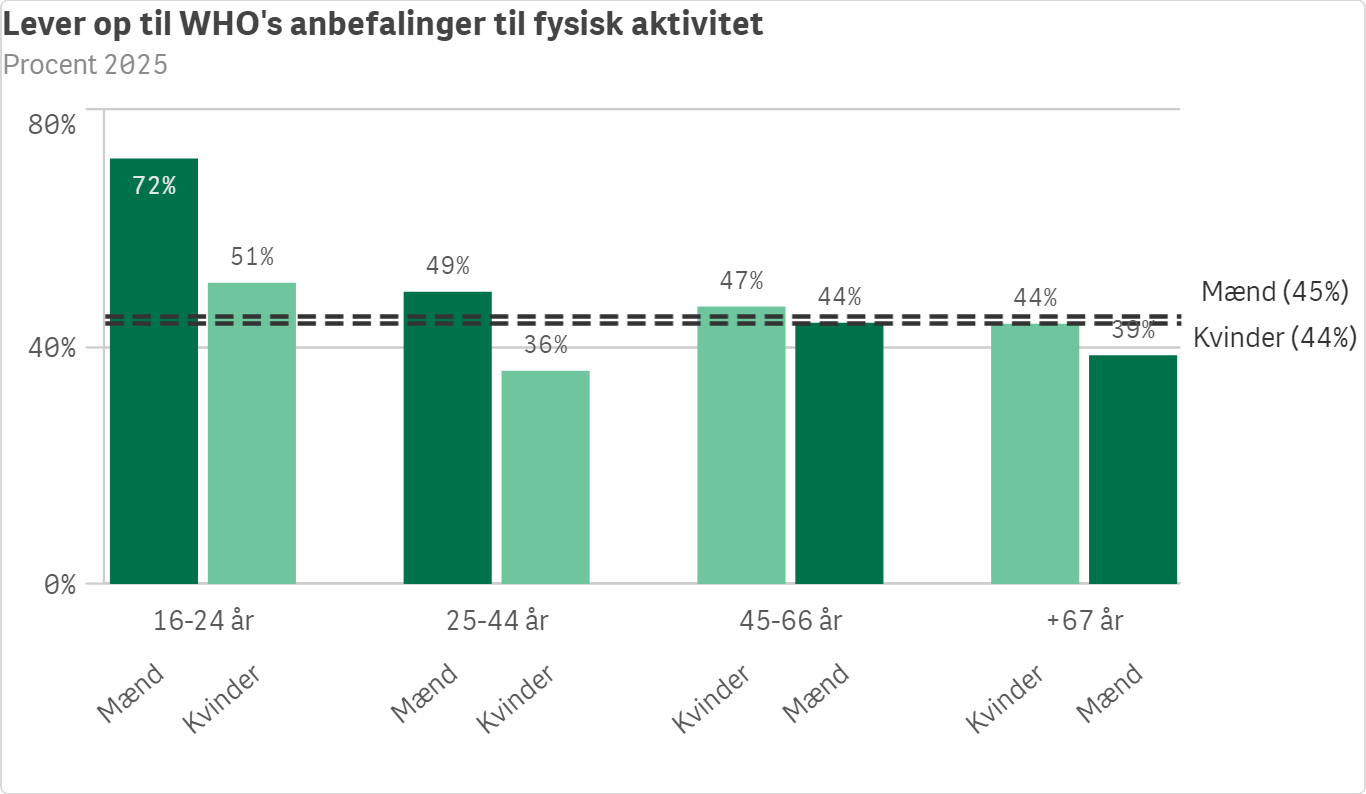 Lever op til WHO's anbefalinger til fysisk aktivitet
Procent 2025
80%
72%
51%
49%
36%
47%
44%
44%
39%
Mænd (45%)
Kvinder (44%)
40%
0%
16-24 år
25-44 år
45-66 år
+67 år
Mænd
Kvinder
Mænd
Kvinder
Kvinder
Mænd
Kvinder
Mænd